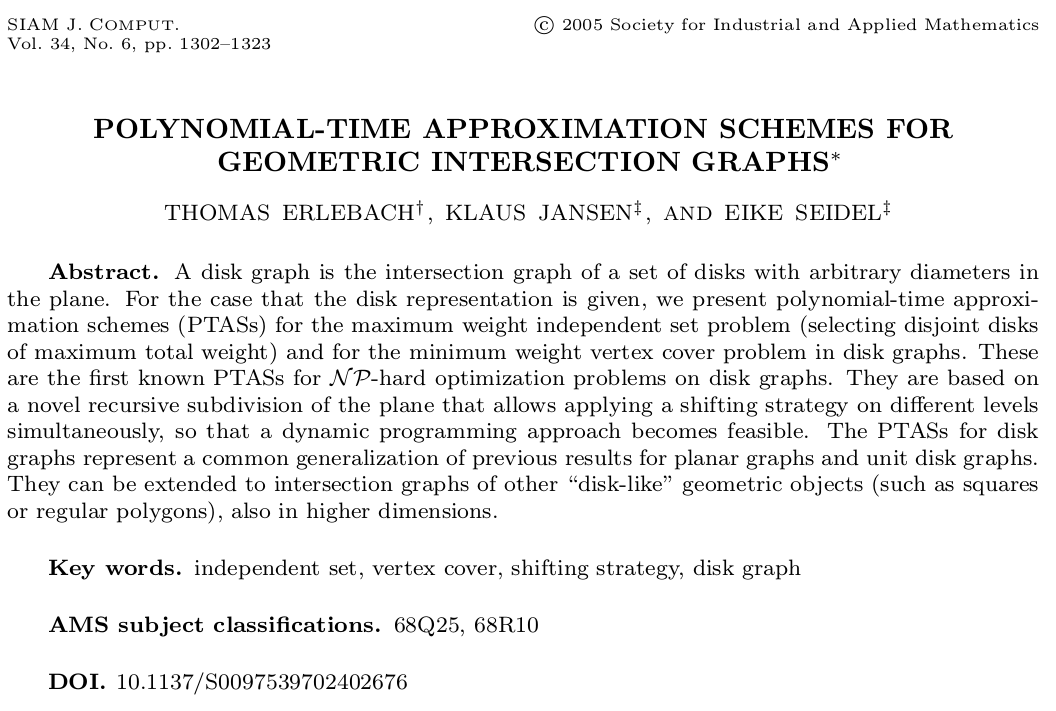 SIAM J. COMPUT.
Vol. 34, No. 6, pp. 1302–1323
© 2005 Society for Industrial and Applied Mathematics
POLYNOMIAL-TIME APPROXIMATION SCHEMES FOR
GEOMETRIC INTERSECTION GRAPHS*
THOMAS ERLEBACH†, KLAUS JANSEN‡, AND EIKE SEIDEL‡
Abstract. A disk graph is the intersection graph of a set of disks with arbitrary diameters in
the plane. For the case that the disk representation is given, we present polynomial-time approxi-
mation schemes (PTASs) for the maximum weight independent set problem (selecting disjoint disks
of maximum total weight) and for the minimum weight vertex cover problem in disk graphs. These
are the first known PTASs for NP-hard optimization problems on disk graphs. They are based on
a novel recursive subdivision of the plane that allows applying a shifting strategy on different levels
simultaneously, so that a dynamic programming approach becomes feasible. The PTASs for disk
graphs represent a common generalization of previous results for planar graphs and unit disk graphs.
They can be extended to intersection graphs of other “disk-like” geometric objects (such as squares
or regular polygons), also in higher dimensions.
Key words. independent set, vertex cover, shifting strategy, disk graph
AMS subject classifications. 68Q25, 68R10
DOI. 10.1137/S0097539702402676